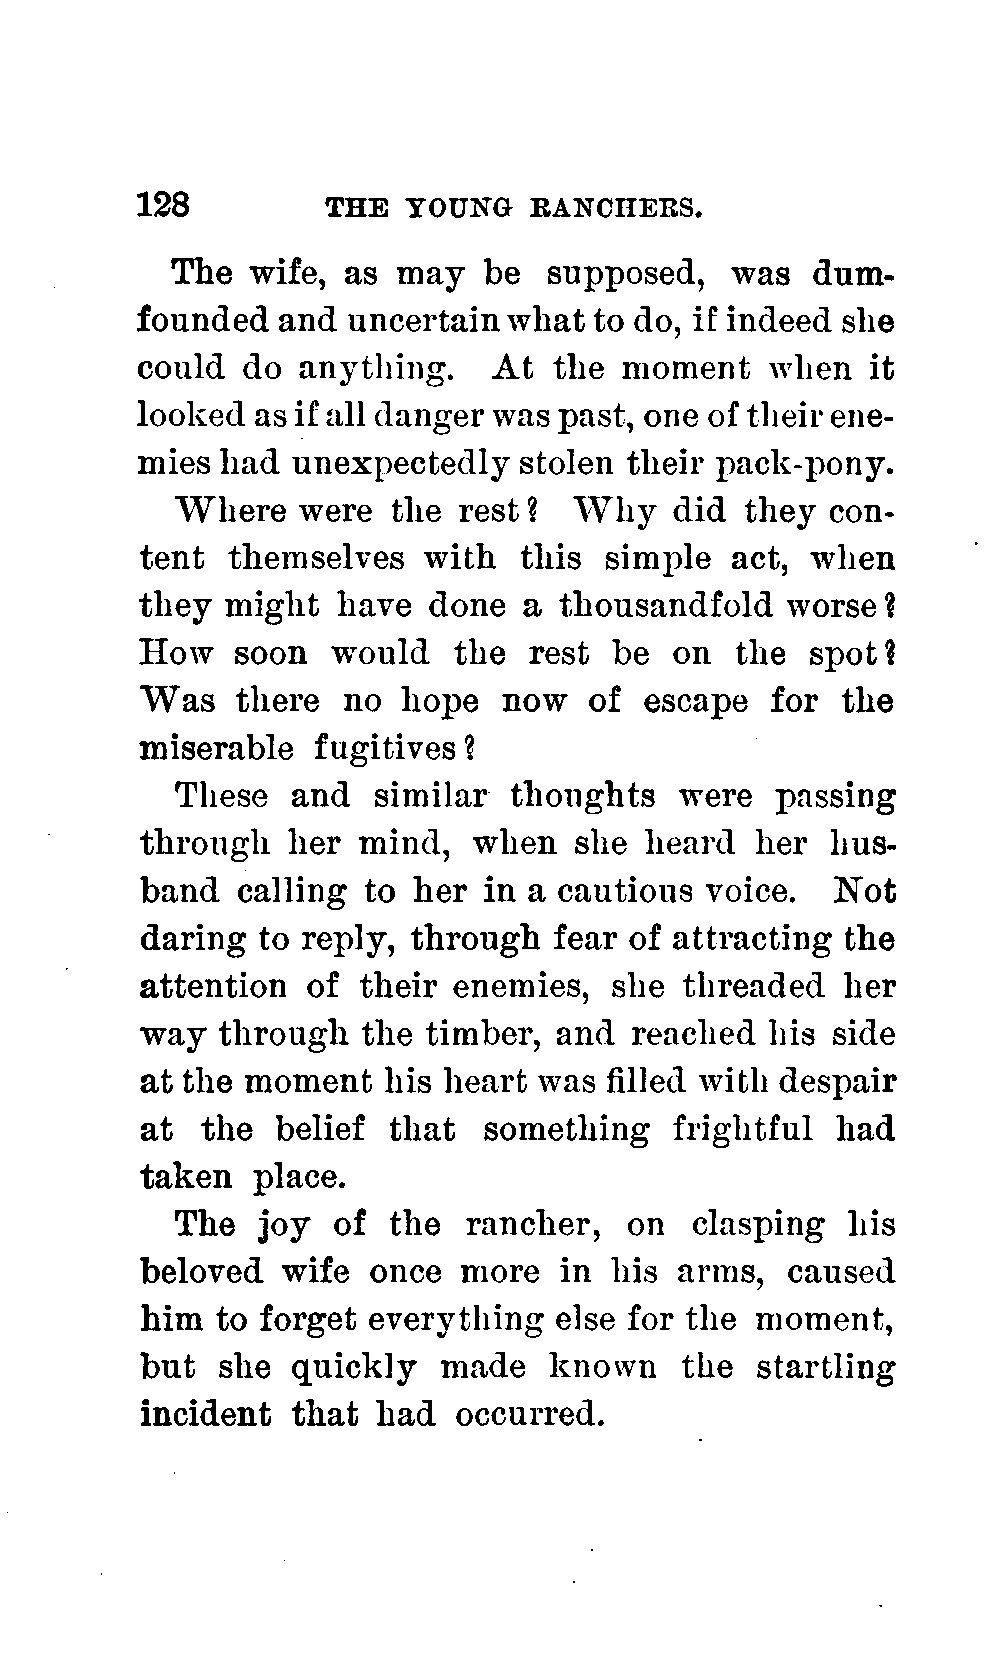 128 THE YOUNG RANCHERS.
The wife, as may be supposed, was dum-
founded and uncertain what to do, if indeed she
could do anything. At the moment when it
looked as if all danger was past, one of their ene-
mies had unexpectedly stolen their pack-pony.
Where were the rest? Why did they con-
tent themselves with this simple act, when
they might have done a thousandfold worse?
How soon would the rest be on the spot?
Was there no hope now of escape for the
miserable fugitives?
These and similar thoughts were passing
through her mind, when she heard her hus-
band calling to her in a cautious voice. Not
daring to reply, through fear of attracting the
attention of their enemies, she threaded her
way through the timber, and reached his side
at the moment his heart was filled with despair
at the belief that something frightful had
taken place.
The joy of the rancher, on clasping his
beloved wife once more in his arms, caused
him to forget everything else for the moment,
but she quickly made known the startling
incident that had occurred.